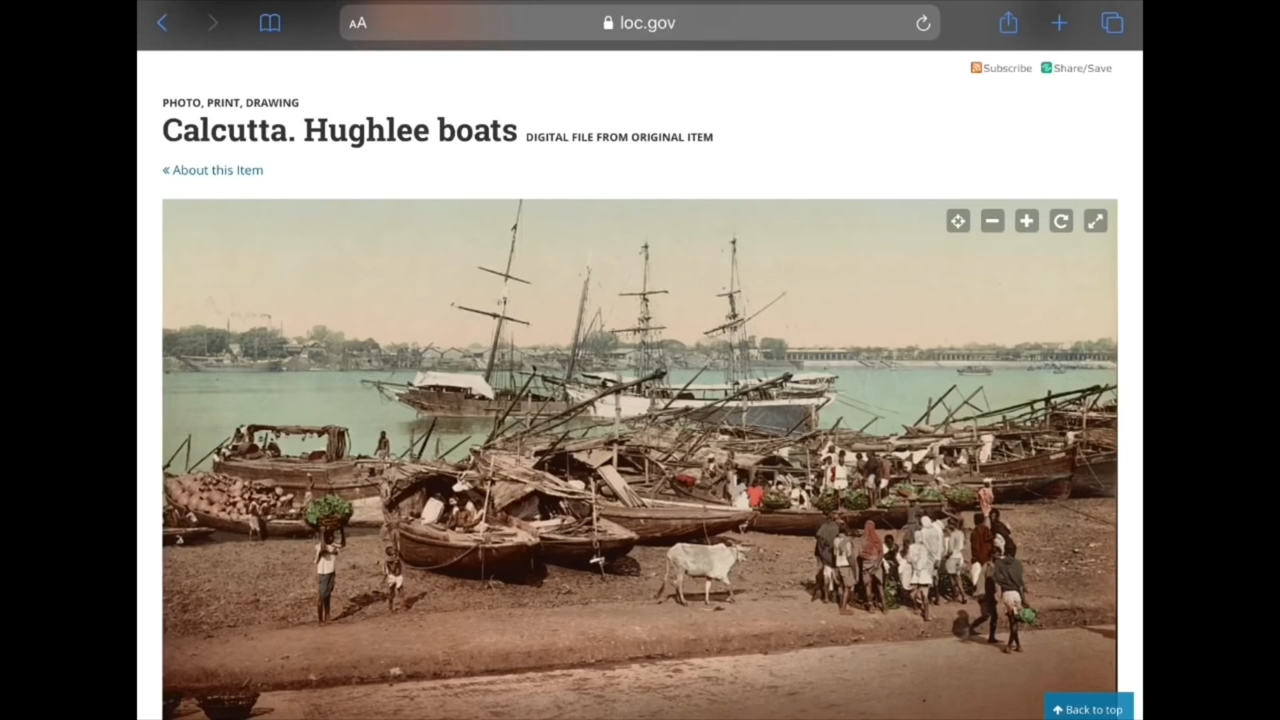 AA loc.gov
Subscribe Share/Save
PHOTO, PRINT, DRAWING
Calcutta. Hughlee boats DIGITAL FILE FROM ORIGINAL ITEM
« About this Item
Back to top